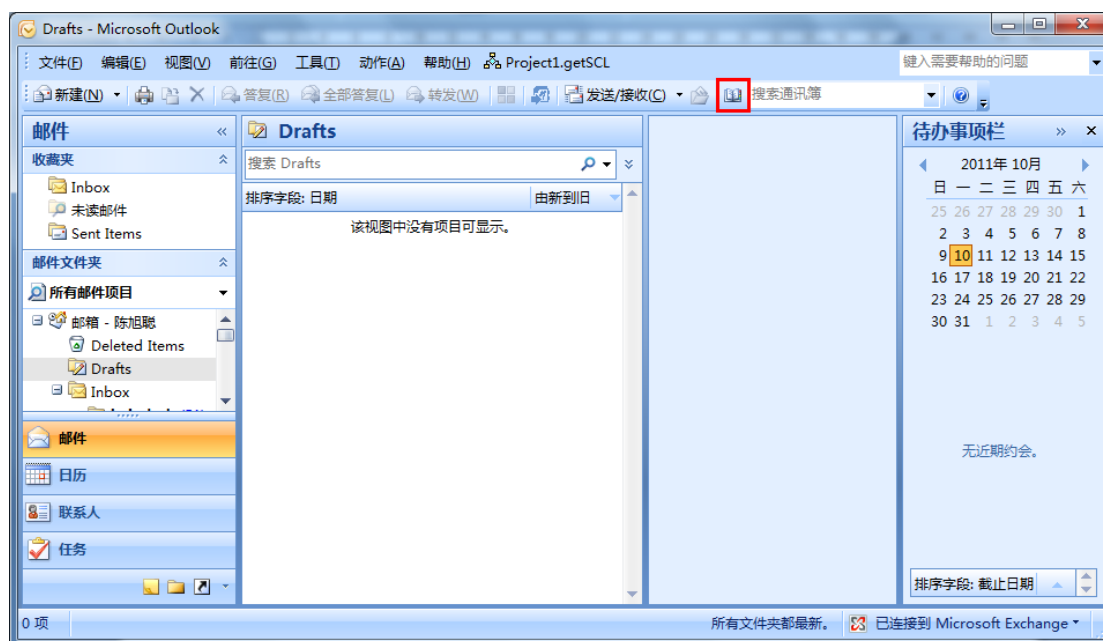 Drafts - Microsoft Outlook
文件(F) 编辑(E) 视图(V) 前往(G) 工具(T) 动作(A) 帮助(H) Project1.getSCL 键入需要帮助的问题
新建(N) 答复(R) 全部答复(L) 转发(W) 发送/接收(C) 搜索通讯簿
邮件 «
Drafts
待办事项栏 » ×
收藏夹
搜索 Drafts
2011年 10月
Inbox
排序字段: 日期 由新到旧
日 一 二 三 四 五 六
未读邮件
该视图中没有项目可显示。
25 26 27 28 29 30 1
Sent Items
2 3 4 5 6 7 8
邮件文件夹
9 10 11 12 13 14 15
16 17 18 19 20 21 22
所有邮件项目
23 24 25 26 27 28 29
邮箱 - 陈旭聪
30 31 1 2 3 4 5
Deleted Items
Drafts
Inbox
邮件
无近期约会。
日历
联系人
任务
排序字段: 截止日期
0 项 所有文件夹都最新。 已连接到 Microsoft Exchange